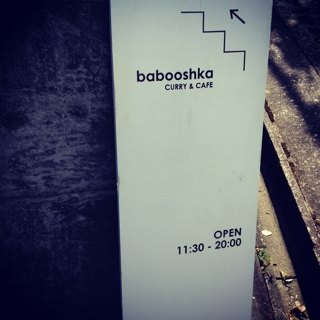 babooshka
CURRY & CAFE
OPEN
11:30 - 20:00